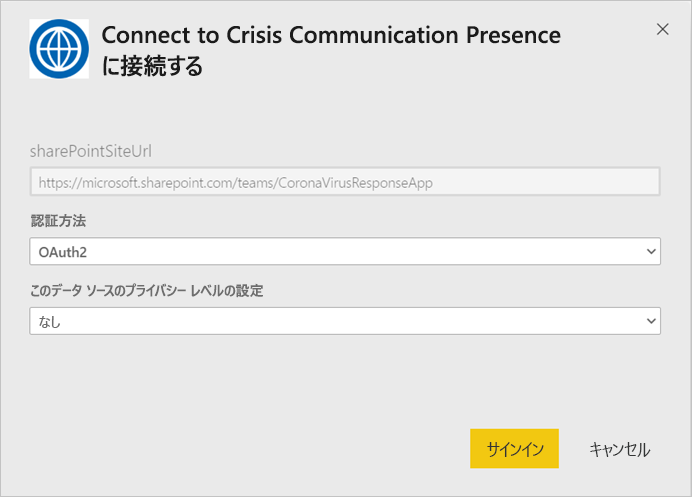 Connect to Crisis Communication Presence
に接続する
sharePointSiteUrl
https://microsoft.sharepoint.com/teams/CoronaVirusResponseApp
認証方法
OAuth2
このデータ ソースのプライバシー レベルの設定
なし
サインイン キャンセル